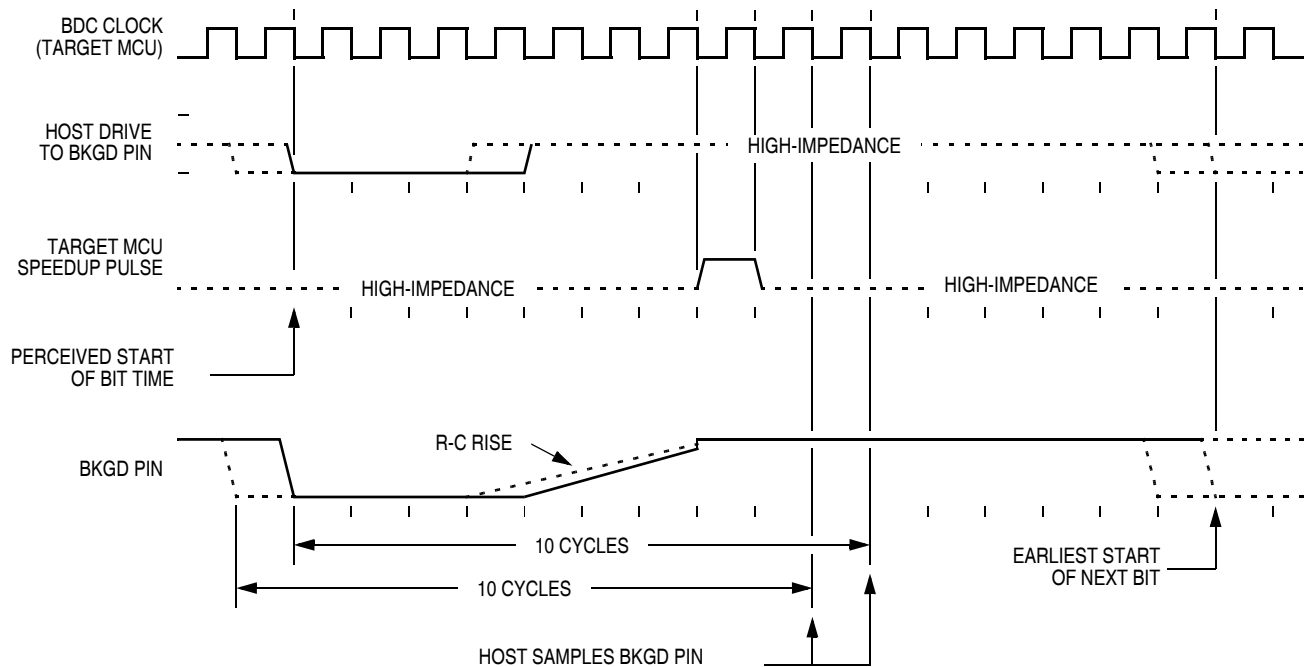 BDC CLOCK
(TARGET MCU)
HOST DRIVE
TO BKGD PIN
HIGH-IMPEDANCE
TARGET MCU
SPEEDUP PULSE
HIGH-IMPEDANCE
HIGH-IMPEDANCE
PERCEIVED START
OF BIT TIME
R-C RISE
BKGD PIN
10 CYCLES
EARLIEST START
OF NEXT BIT
10 CYCLES
HOST SAMPLES BKGD PIN